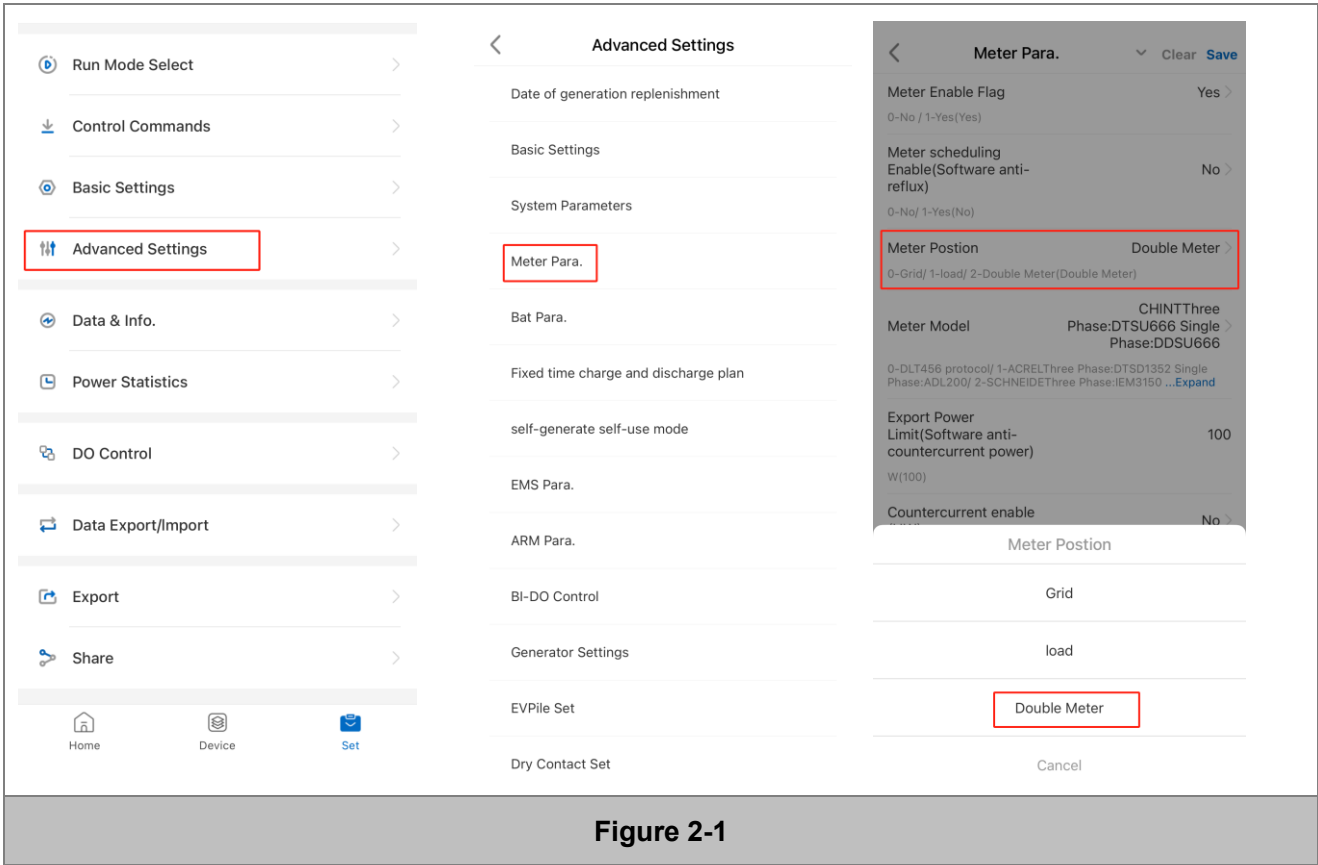 Run Mode Select
Control Commands
Basic Settings
Advanced Settings
Data & Info.
Power Statistics
DO Control
Data Export/Import
Export
Share
Home
Device
Set
Advanced Settings
Date of generation replenishment
Basic Settings
System Parameters
Meter Para.
Bat Para.
Fixed time charge and discharge plan
self-generate self-use mode
EMS Para.
ARM Para.
BI-DO Control
Generator Settings
EVPile Set
Dry Contact Set
Meter Para. Clear Save
Meter Enable Flag Yes
0-No / 1-Yes(Yes)
Meter scheduling
Enable(Software anti- No
reflux)
0-No/ 1-Yes(No)
Meter Postion Double Meter
0-Grid/ 1-load/ 2-Double Meter(Double Meter)
CHINTThree
Meter Model Phase:DTSU666 Single
Phase:DDSU666
0-DLT456 protocol/ 1-ACRELThree Phase:DTSD1352 Single
Phase:ADL200/ 2-SCHNEIDEThree Phase:IEM3150 ...Expand
Export Power
Limit(Software anti- 100
countercurrent power)
W(100)
Countercurrent enable
No
Meter Postion
Grid
load
Double Meter
Cancel
Figure 2-1